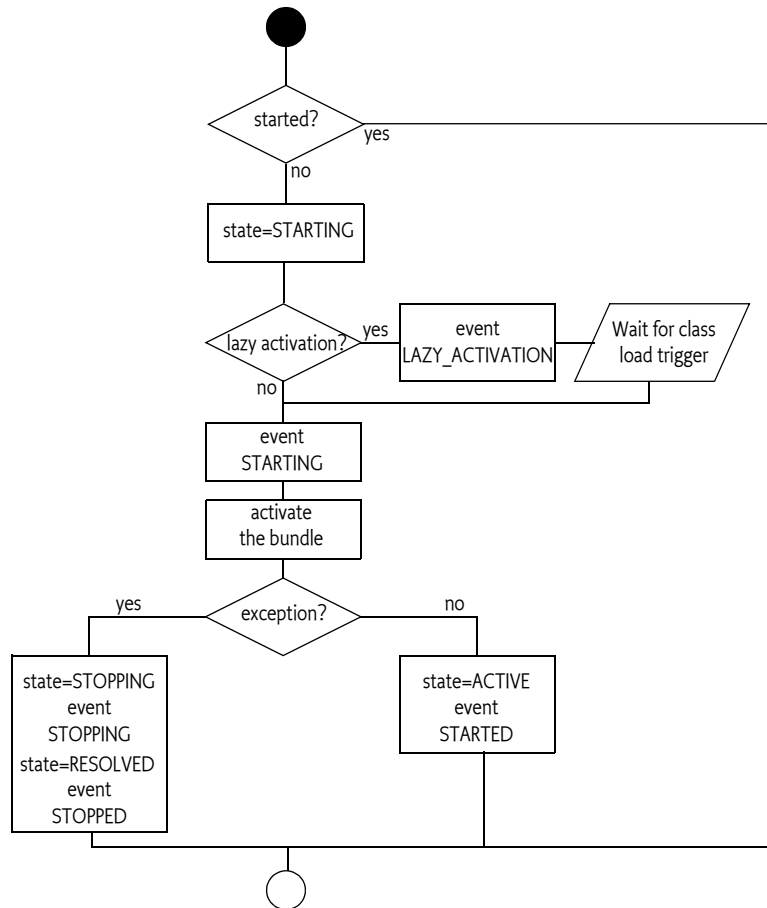 started?
yes
no
state=STARTING
lazy activation?
yes
event
LAZY_ACTIVATION
Wait for class
load trigger
no
event
STARTING
activate
the bundle
exception?
yes
no
state=STOPPING
event
STOPPING
state=RESOLVED
event
STOPPED
state=ACTIVE
event
STARTED